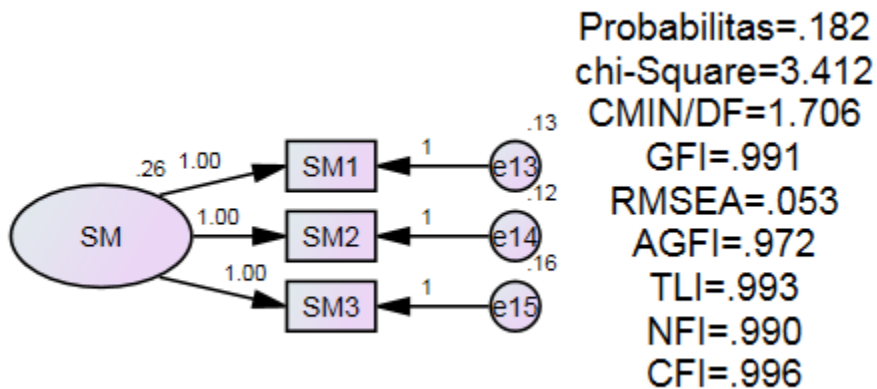 Probabilitas=.182
chi-Square=3.412
CMIN/DF=1.706
GFI=.991
RMSEA=.053
AGFI=.972
TLI=.993
NFI=.990
CFI=.996
.13
.26 1.00 SM1 1 e13
.12
SM 1.00 SM2 1 e14
.16
1.00 SM3 1 e15